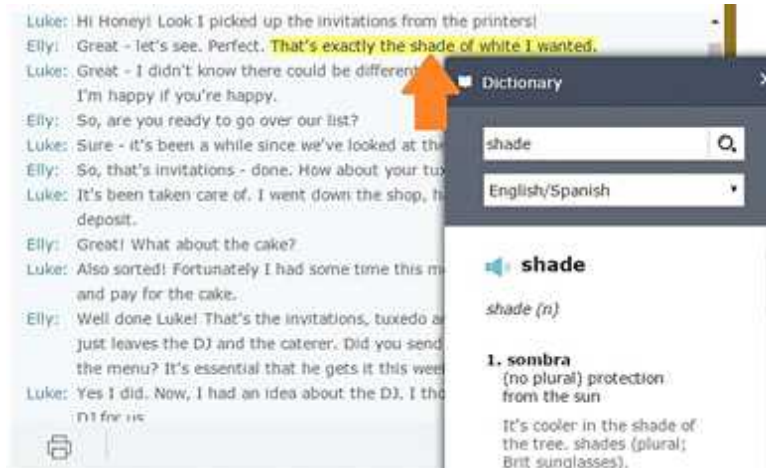 Luke: Hi Honey! Look I picked up the invitations from the printers!
Elly: Great - let's see. Perfect. That's exactly the shade of white I wanted.
Luke: Great - I didn't know there could be different
I'm happy if you're happy.
Elly: So, are you ready to go over our list?
Luke: Sure - it's been a while since we've looked at the
Elly: So, that's invitations - done. How about your tux
Luke: It's been taken care of. I went down the shop, h
deposit.
Elly: Great! What about the cake?
Luke: Also sorted! Fortunately I had some time this m
and pay for the cake.
Elly: Well done Luke! That's the invitations, tuxedo a
just leaves the DJ and the caterer. Did you send
the menu? It's essential that he gets it this wee
Luke: Yes I did. Now, I had an idea about the DJ. I tho
DJ for us
Dictionary
shade
English/Spanish
shade
shade (n)
1. sombra
(no plural) protection
from the sun
It's cooler in the shade of
the tree. shades (plural;
Brit sunglasses).